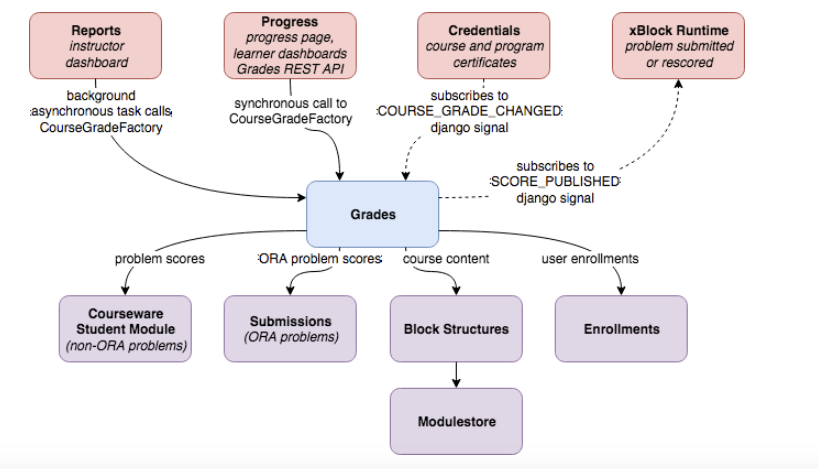 Reports
instructor
dashboard
Progress
progress page,
learner dashboards
Grades REST API
Credentials
course and program
certificates
xBlock Runtime
problem submitted
or rescored
background
asynchronous task calls
CourseGradeFactory
synchronous call to
CourseGradeFactory
subscribes to
COURSE_GRADE_CHANGED
django signal
subscribes to
SCORE_PUBLISHED
django signal
Grades
problem scores
ORA problem scores
course content
user enrollments
Courseware
Student Module
(non-ORA problems)
Submissions
(ORA problems)
Block Structures
Enrollments
Modulestore